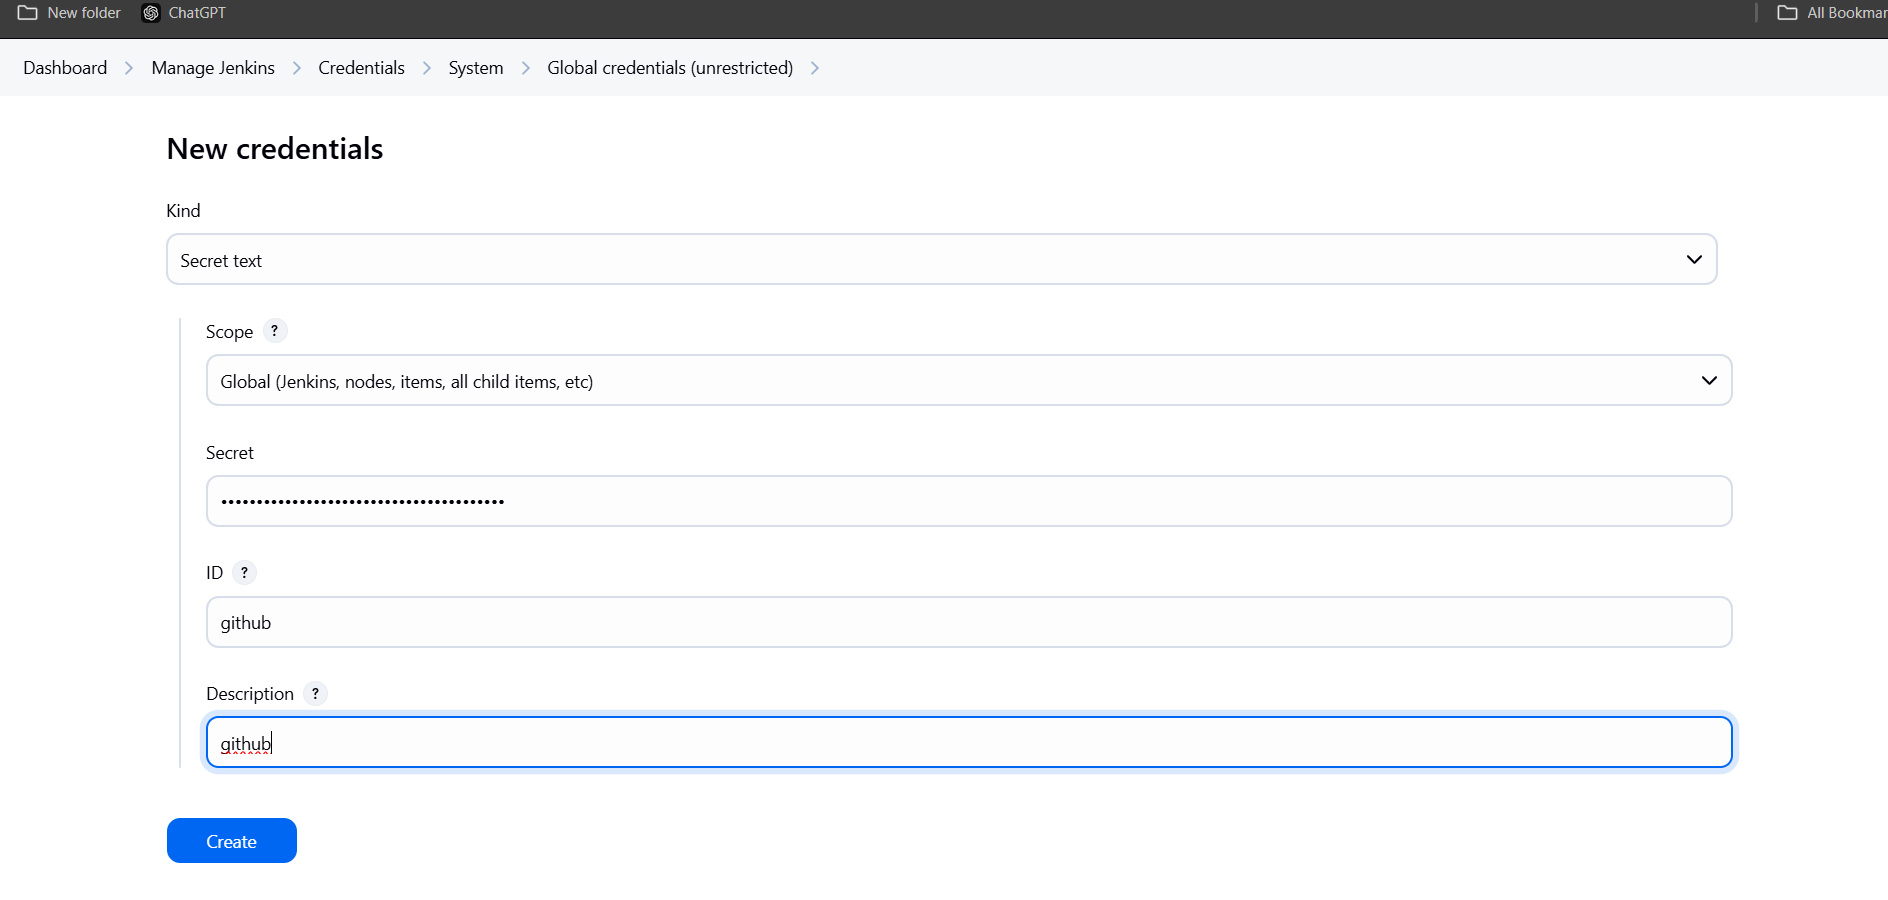 New folder ChatGPT All Bookmar
Dashboard > Manage Jenkins > Credentials > System > Global credentials (unrestricted) >
New credentials
Kind
Secret text
Scope ?
Global (Jenkins, nodes, items, all child items, etc)
Secret
••••••••••••••••••••••••••••••••••••••••
ID ?
github
Description ?
github
Create